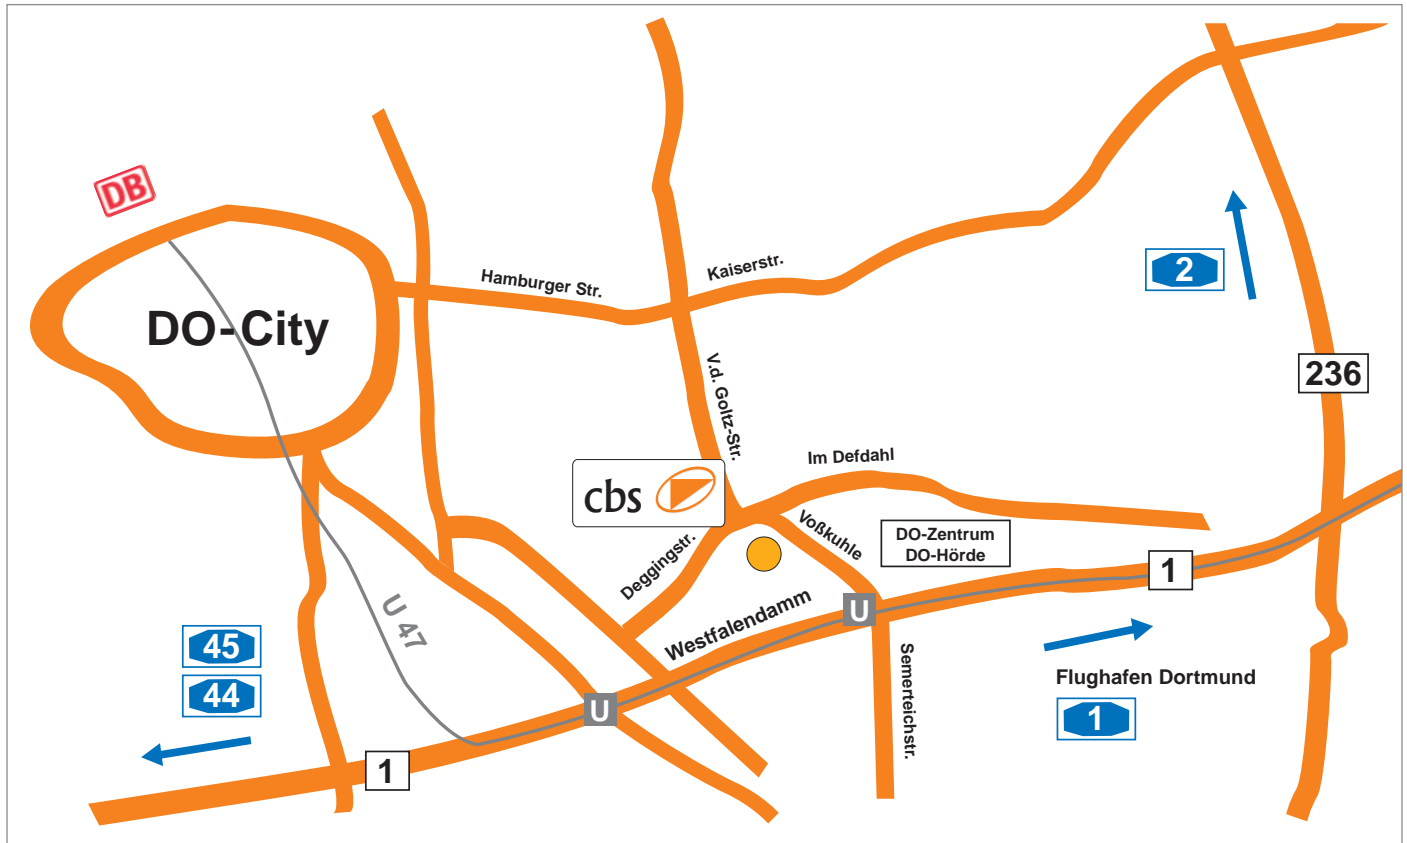 DB
DO-City
Hamburger Str.
Kaiserstr.
2
236
V.d. Goltz-Str.
Im Defdahl
cbs
Voßkuhle
DO-Zentrum
DO-Hörde
Deggingstr.
1
Westfalendamm
U
U 47
45
44
Semerteichstr.
Flughafen Dortmund
1
U
1